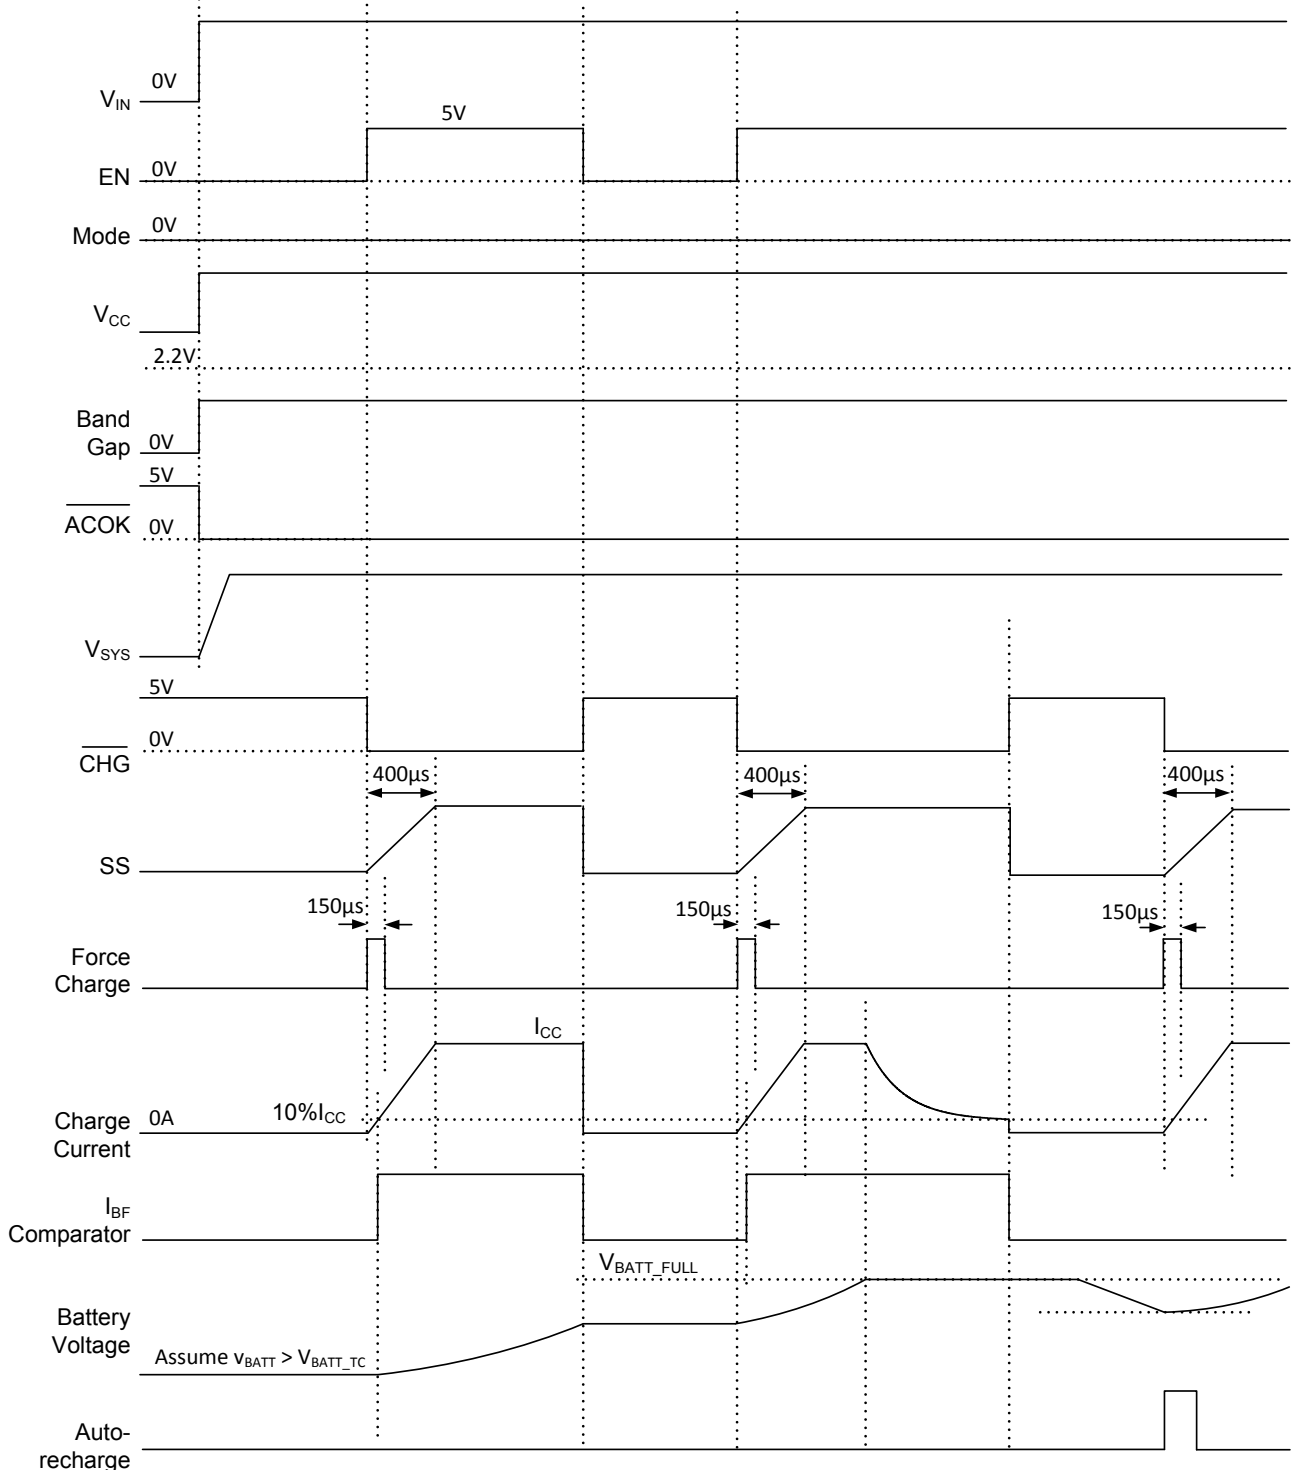 0V
V_IN
5V
EN 0V
Mode 0V
V_CC
2.2V
Band
Gap 0V
5V
ACOK 0V
V_SYS
5V
0V
CHG
400µs 400µs 400µs
SS
150µs 150µs 150µs
Force
Charge
I_CC
10%I_CC
Charge 0A
Current
I_BF
Comparator
V_BATT_FULL
Battery
Voltage
Assume v_BATT > V_BATT_TC
Auto-
recharge